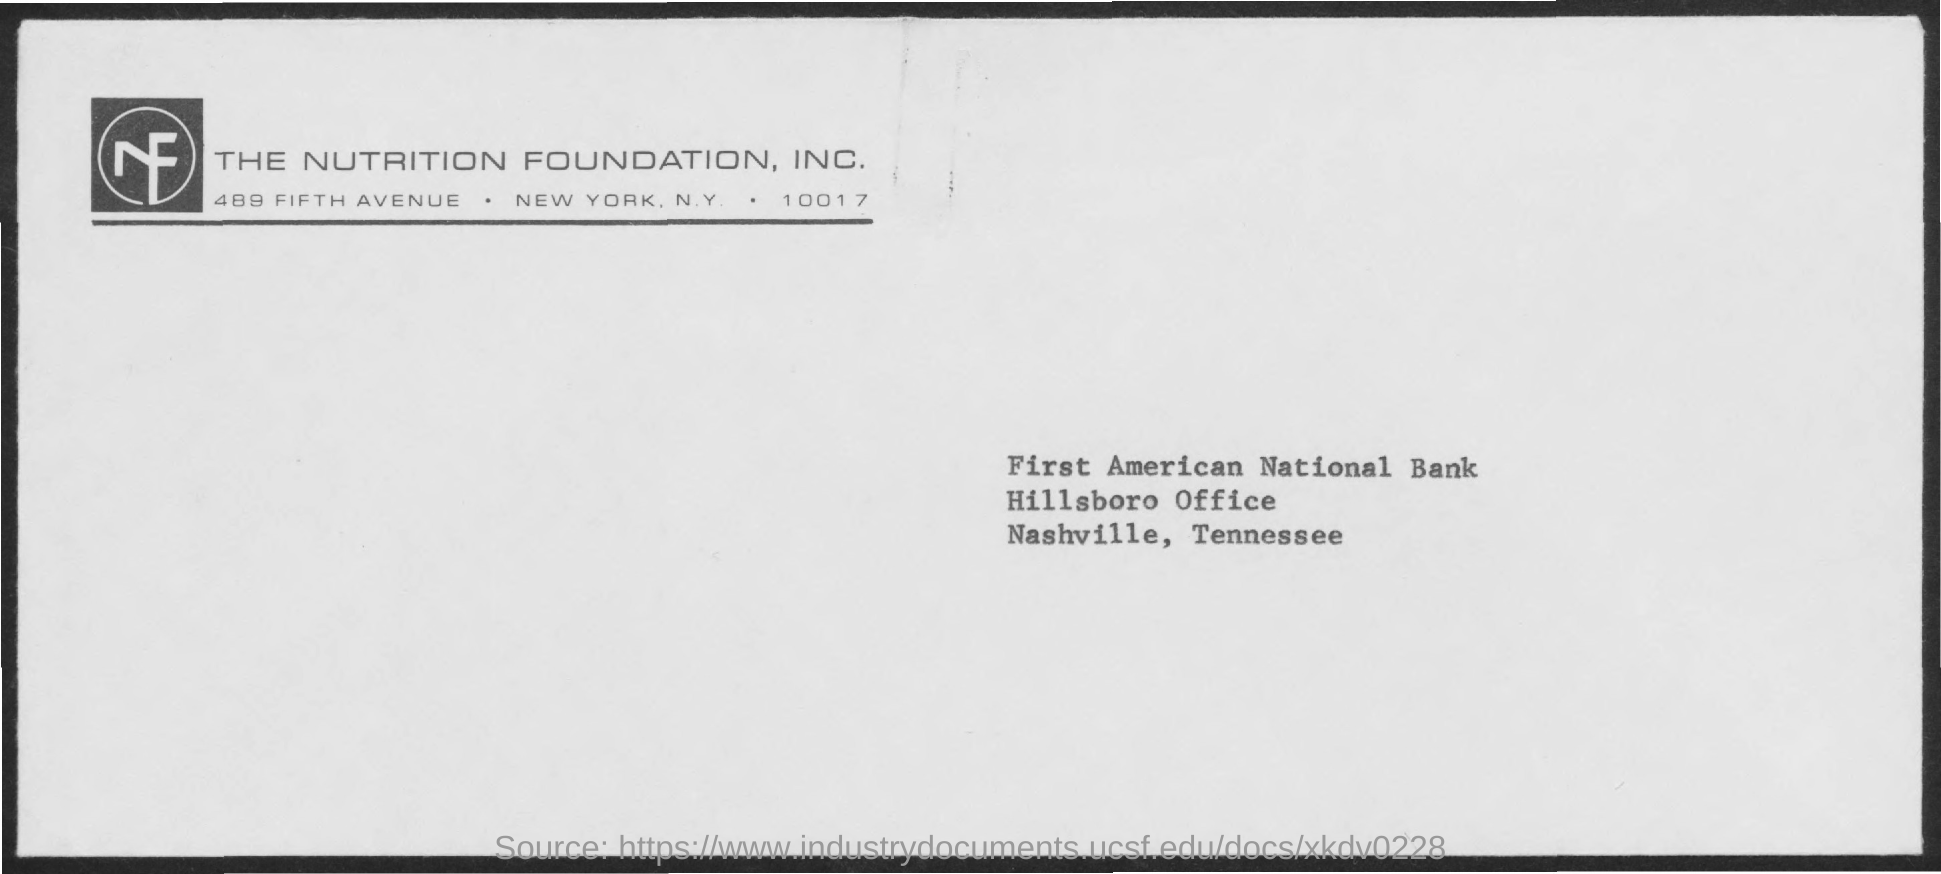 NF
THE NUTRITION FOUNDATION, INC.
489 FIFTH AVENUE • NEW YORK, N.Y. • 10017
First American National Bank
Hillsboro Office
Nashville, Tennessee
Source: https://www.industrydocuments.ucsf.edu/docs/xkdv0228